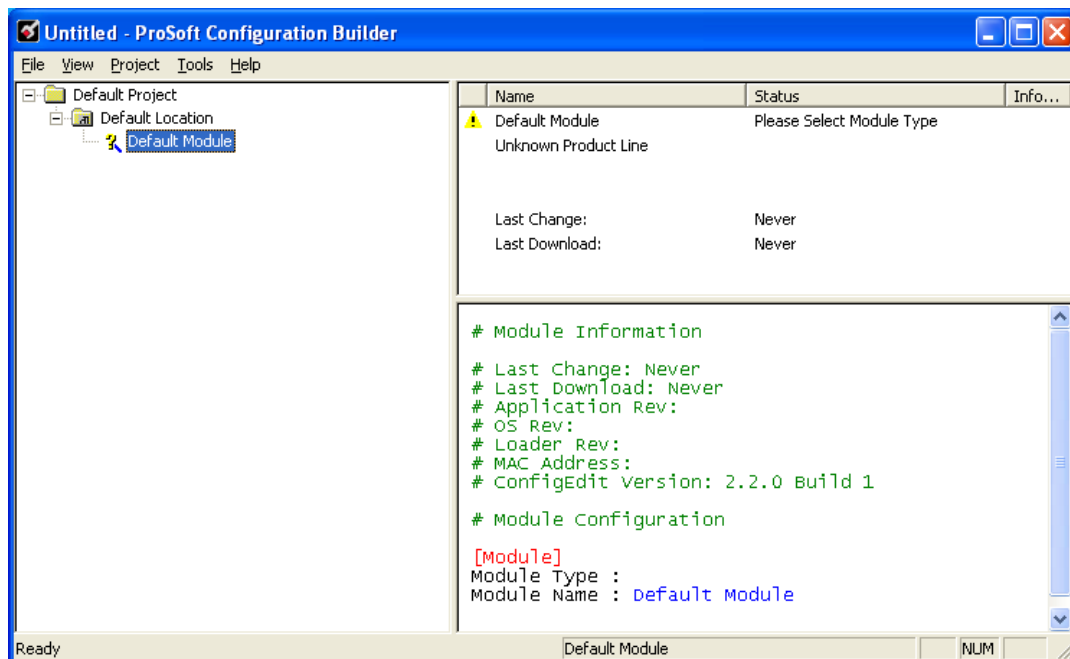 Untitled - ProSoft Configuration Builder
File View Project Tools Help
Default Project
Default Location
Default Module
Name Status Info...
Default Module Please Select Module Type
Unknown Product Line
Last Change: Never
Last Download: Never
# Module Information
# Last Change: Never
# Last Download: Never
# Application Rev:
# OS Rev:
# Loader Rev:
# MAC Address:
# ConfigEdit Version: 2.2.0 Build 1
# Module Configuration
[Module]
Module Type :
Module Name : Default Module
Ready Default Module NUM